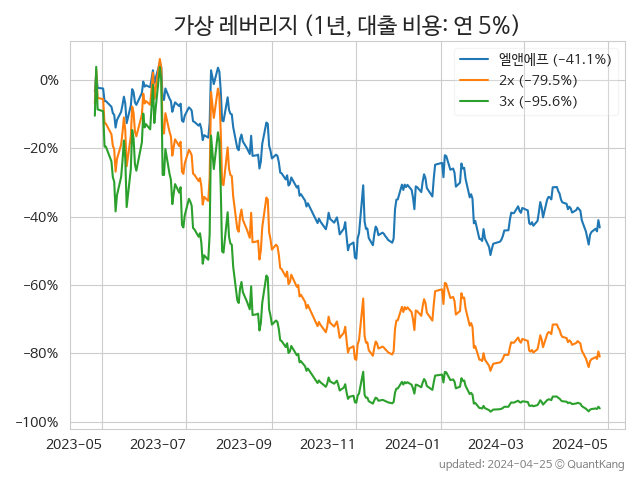 가상 레버리지 (1년, 대출 비용: 연 5%)
엘앤에프 (-41.1%)
2x (-79.5%)
3x (-95.6%)
0%
−20%
−40%
−60%
−80%
−100%
2023-05 2023-07 2023-09 2023-11 2024-01 2024-03 2024-05
updated: 2024-04-25 © QuantKang